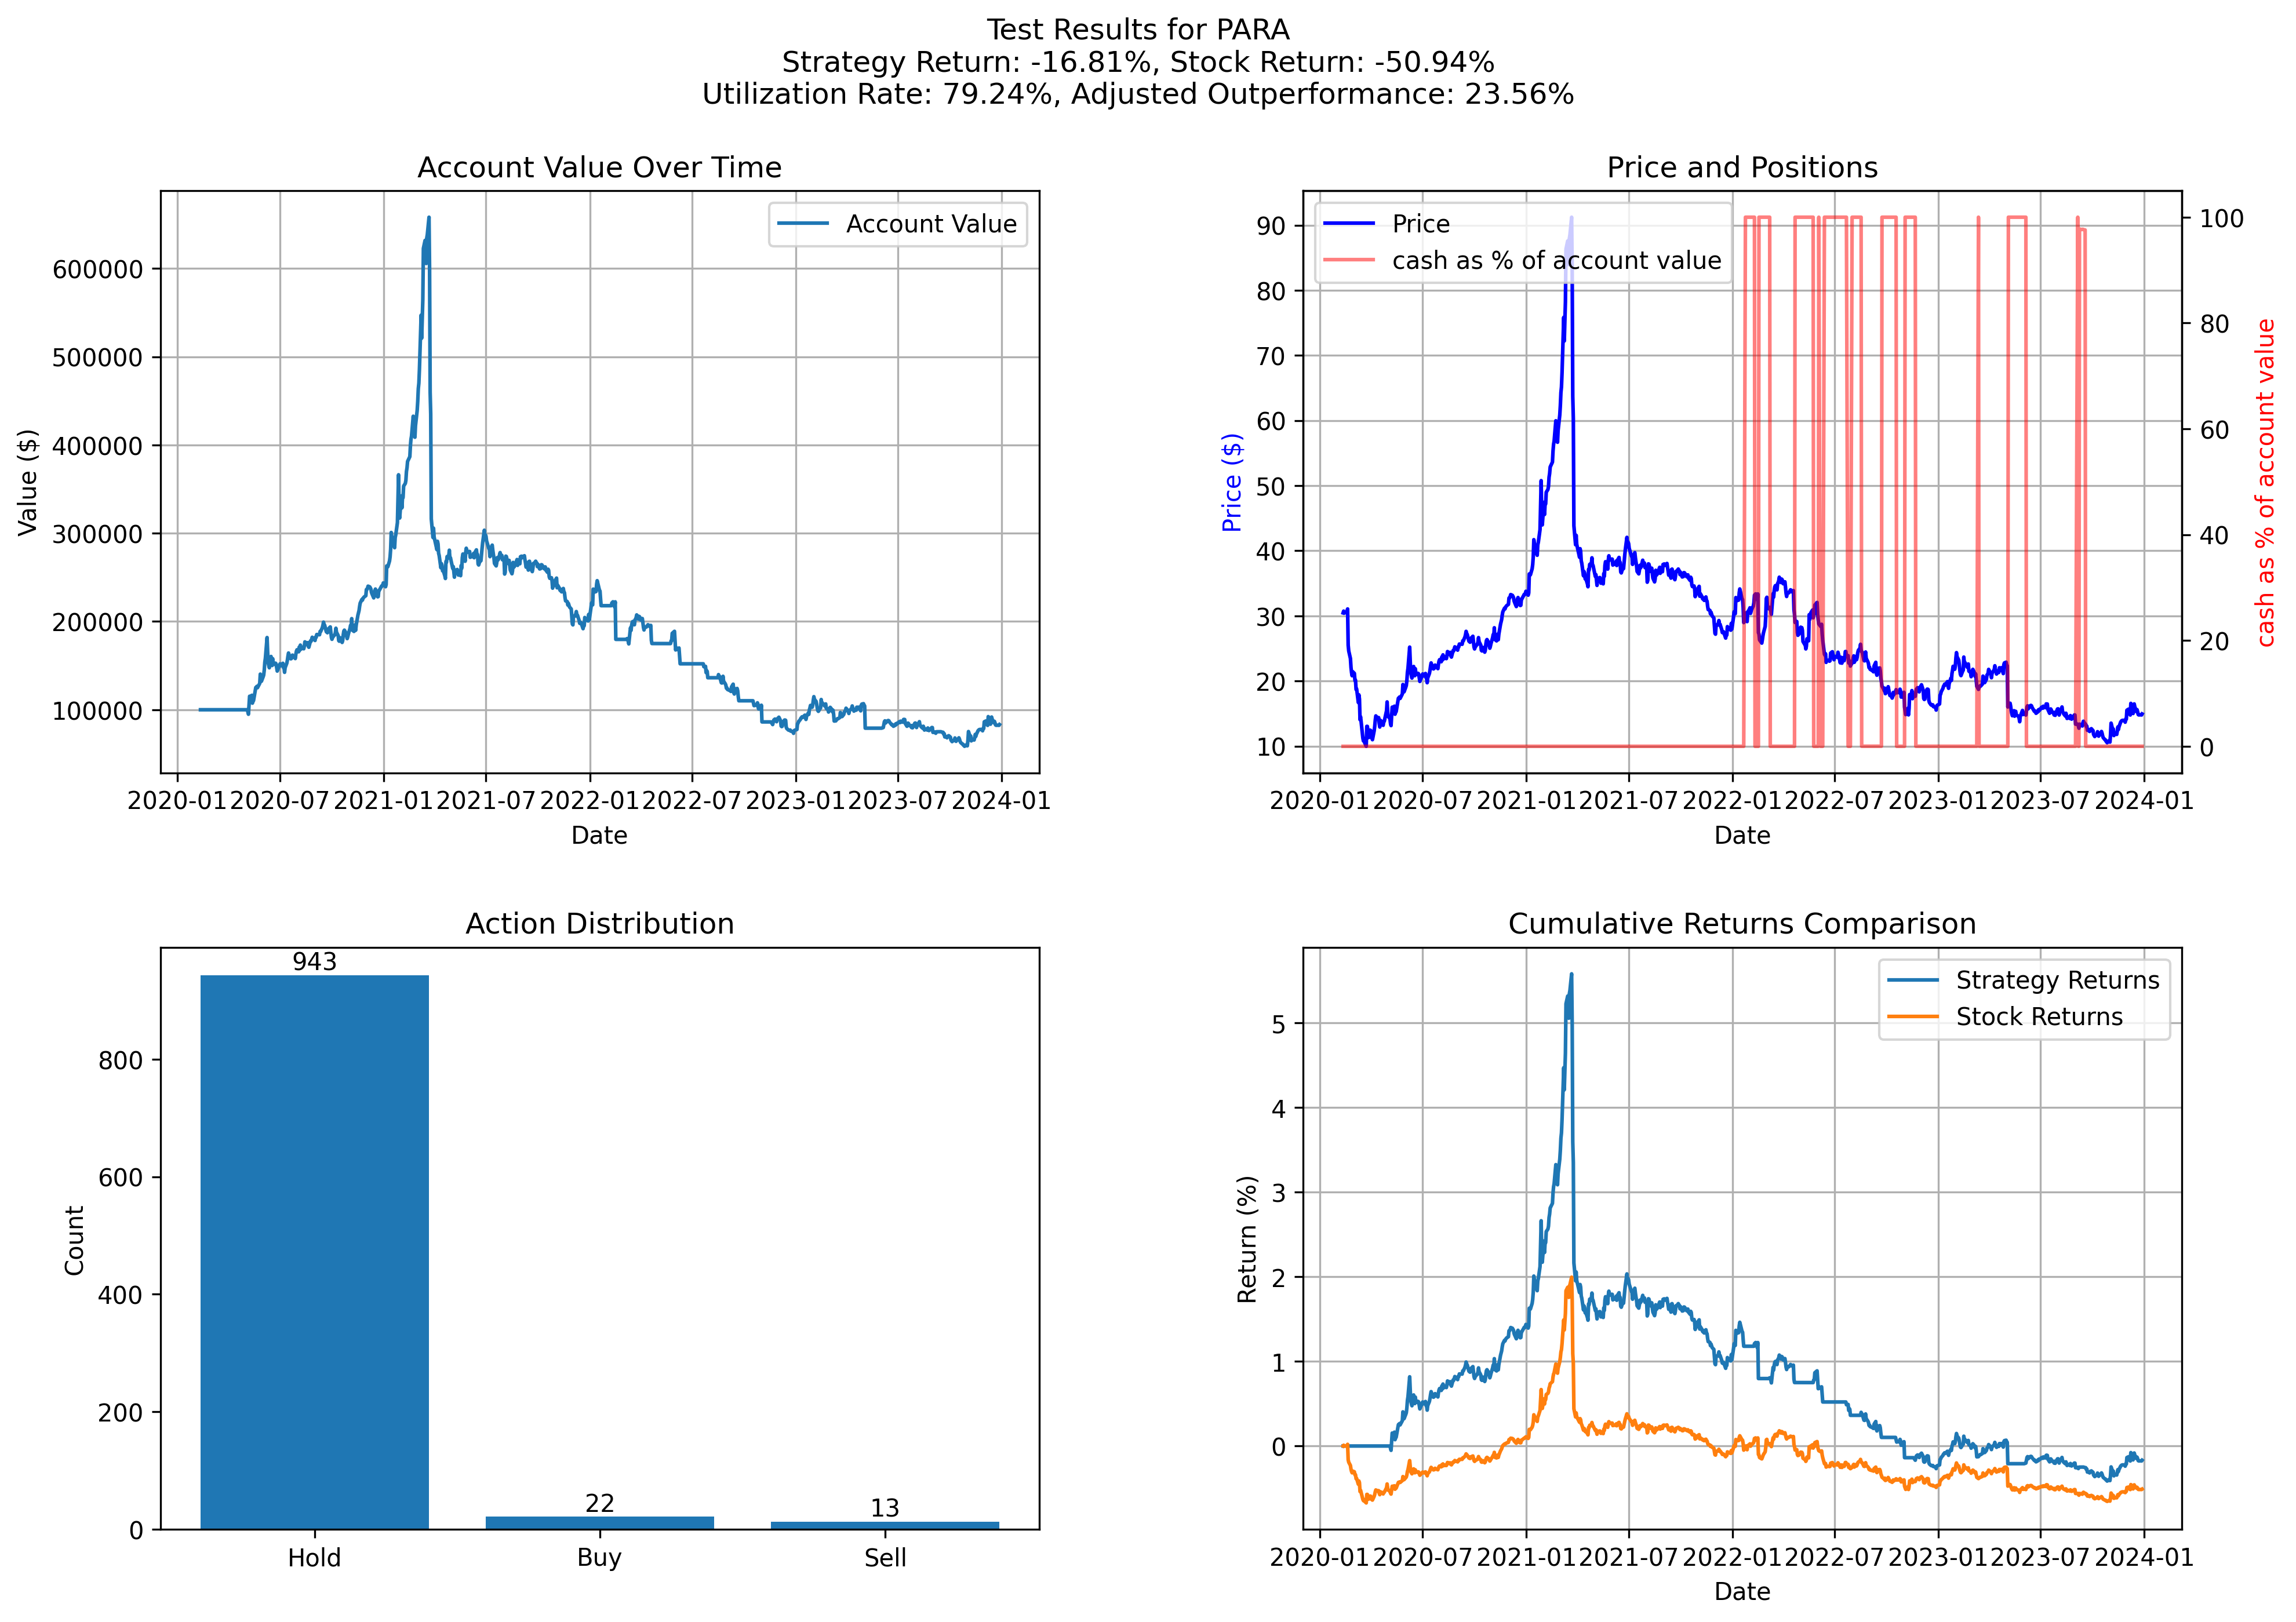 Test Results for PARA
Strategy Return: -16.81%, Stock Return: -50.94%
Utilization Rate: 79.24%, Adjusted Outperformance: 23.56%
Account Value Over Time
Account Value
600000
500000
400000
300000
200000
100000
Value ($)
2020-01 2020-07 2021-01 2021-07 2022-01 2022-07 2023-01 2023-07 2024-01
Date
Price and Positions
Price
cash as % of account value
90
80
70
60
50
40
30
20
10
Price ($)
100
80
60
40
20
0
cash as % of account value
2020-01 2020-07 2021-01 2021-07 2022-01 2022-07 2023-01 2023-07 2024-01
Date
Action Distribution
943
22
13
800
600
400
200
0
Count
Hold Buy Sell
Cumulative Returns Comparison
Strategy Returns
Stock Returns
5
4
3
2
1
0
Return (%)
2020-01 2020-07 2021-01 2021-07 2022-01 2022-07 2023-01 2023-07 2024-01
Date